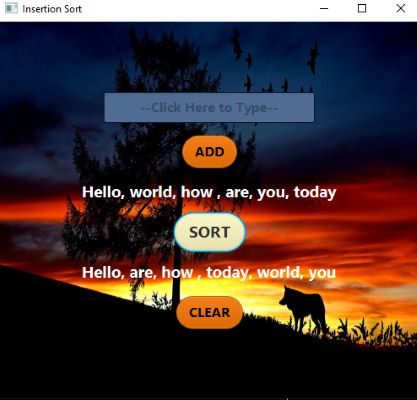 Insertion Sort
--Click Here to Type--
ADD
Hello, world, how , are, you, today
SORT
Hello, are, how , today, world, you
CLEAR